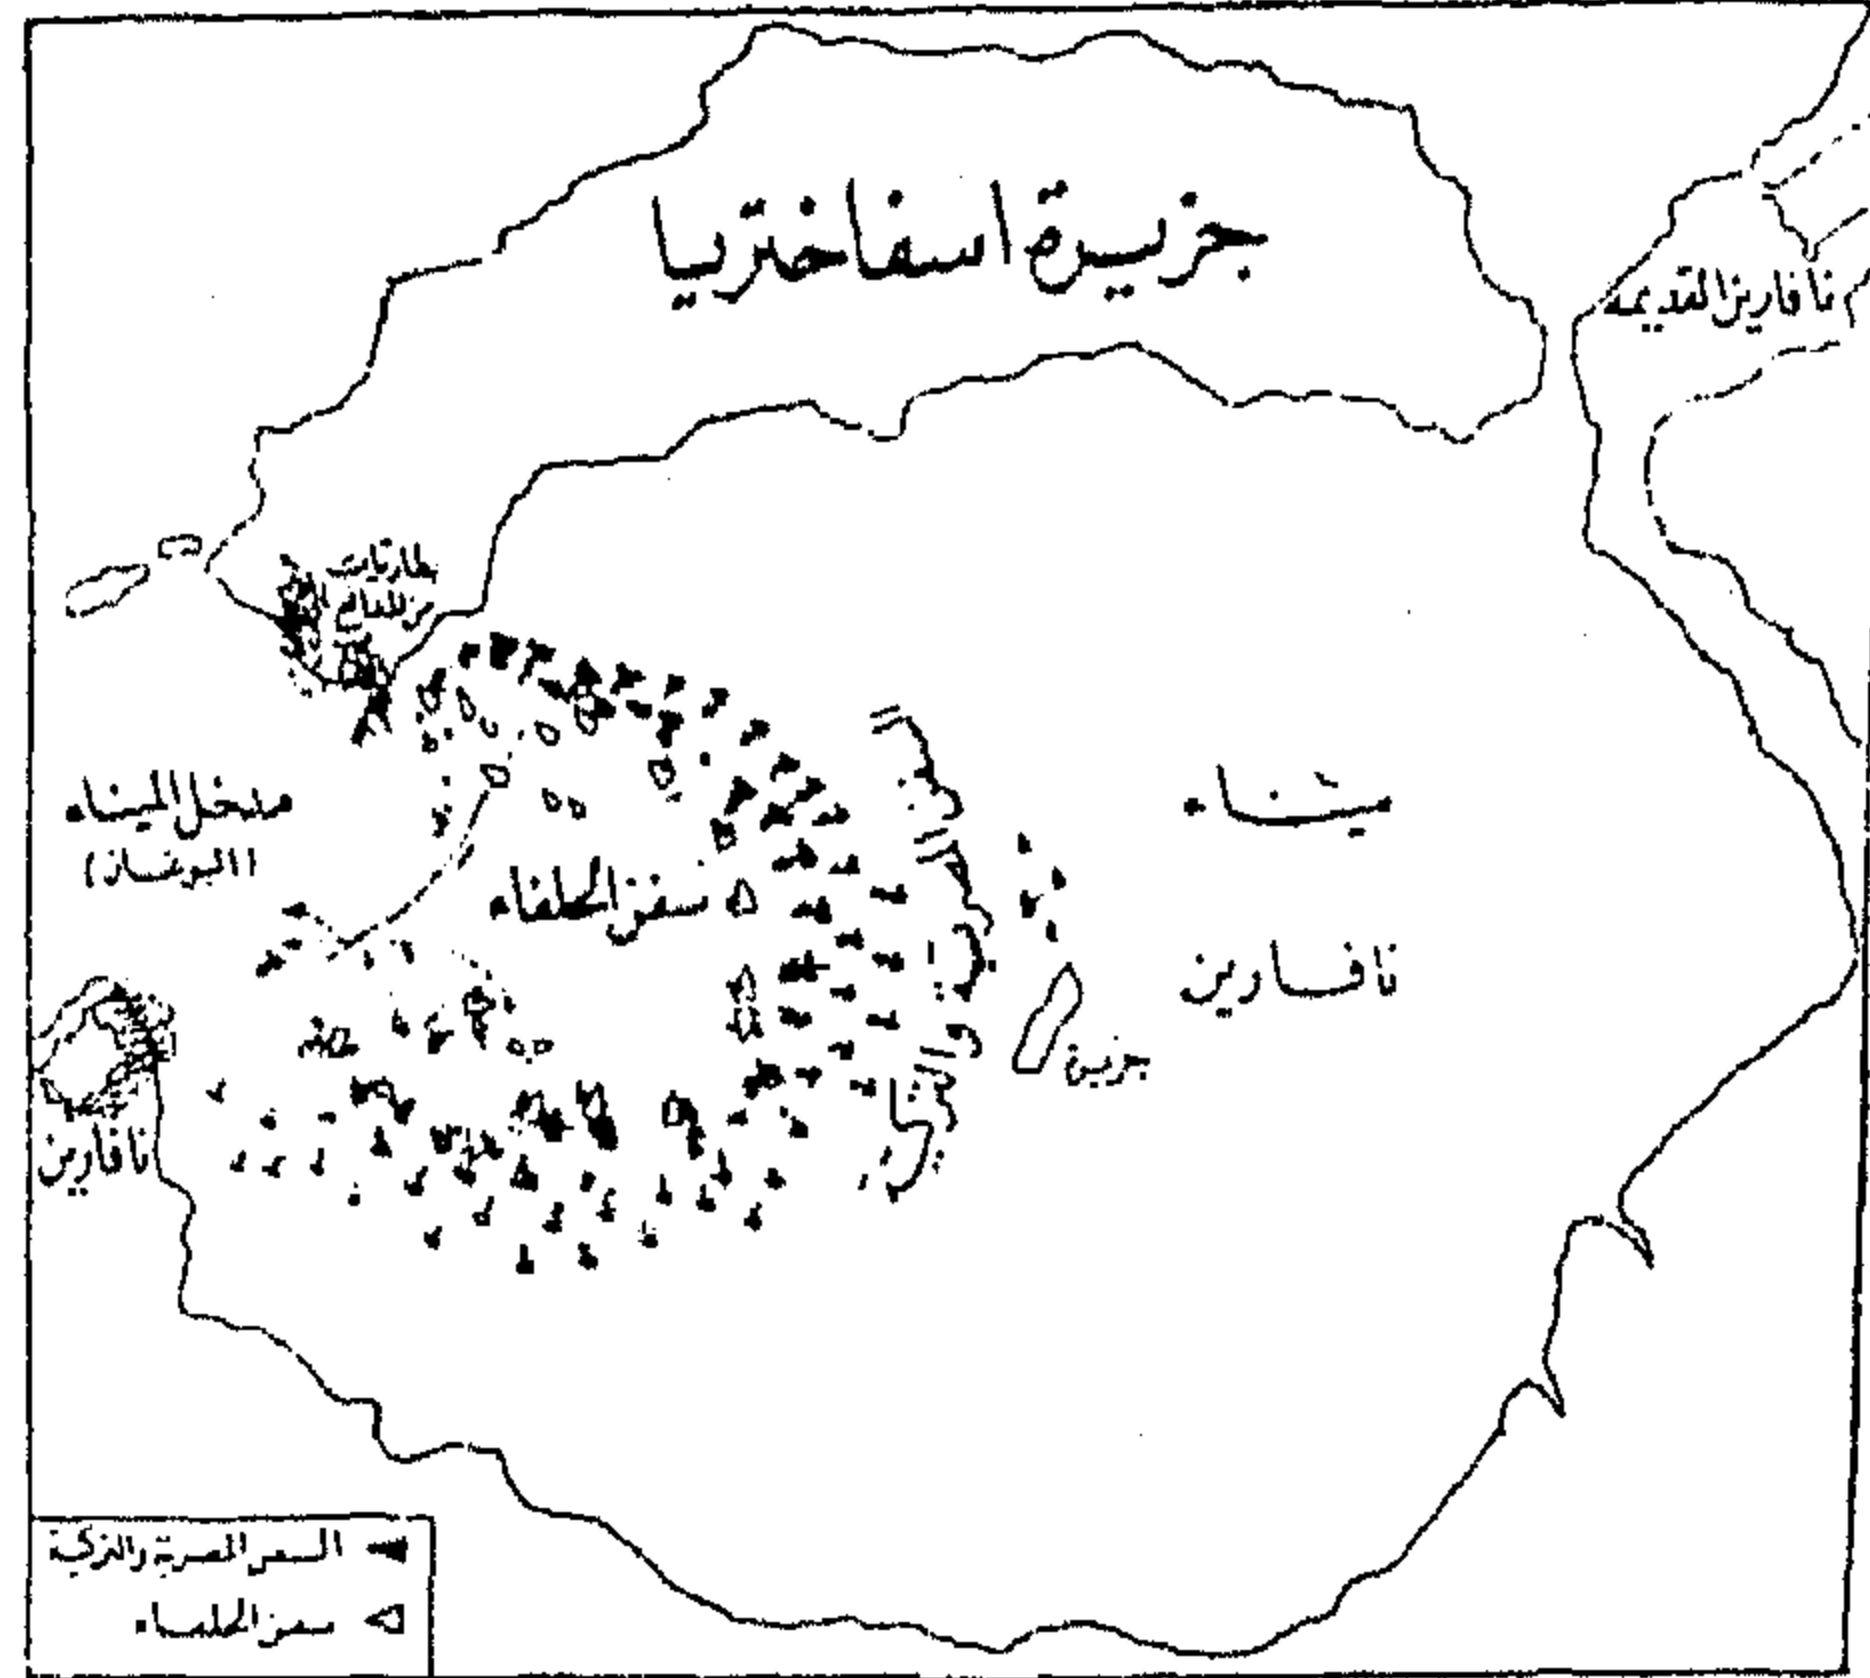 جزيرة اسفاختريا
نافارين القديمة
مدخل الميناء
(البوغاز)
سفن الحلفاء
ميناء
نافارين
جزيرة
نافارين
السفن المصرية والتركية
سفن الحلفاء